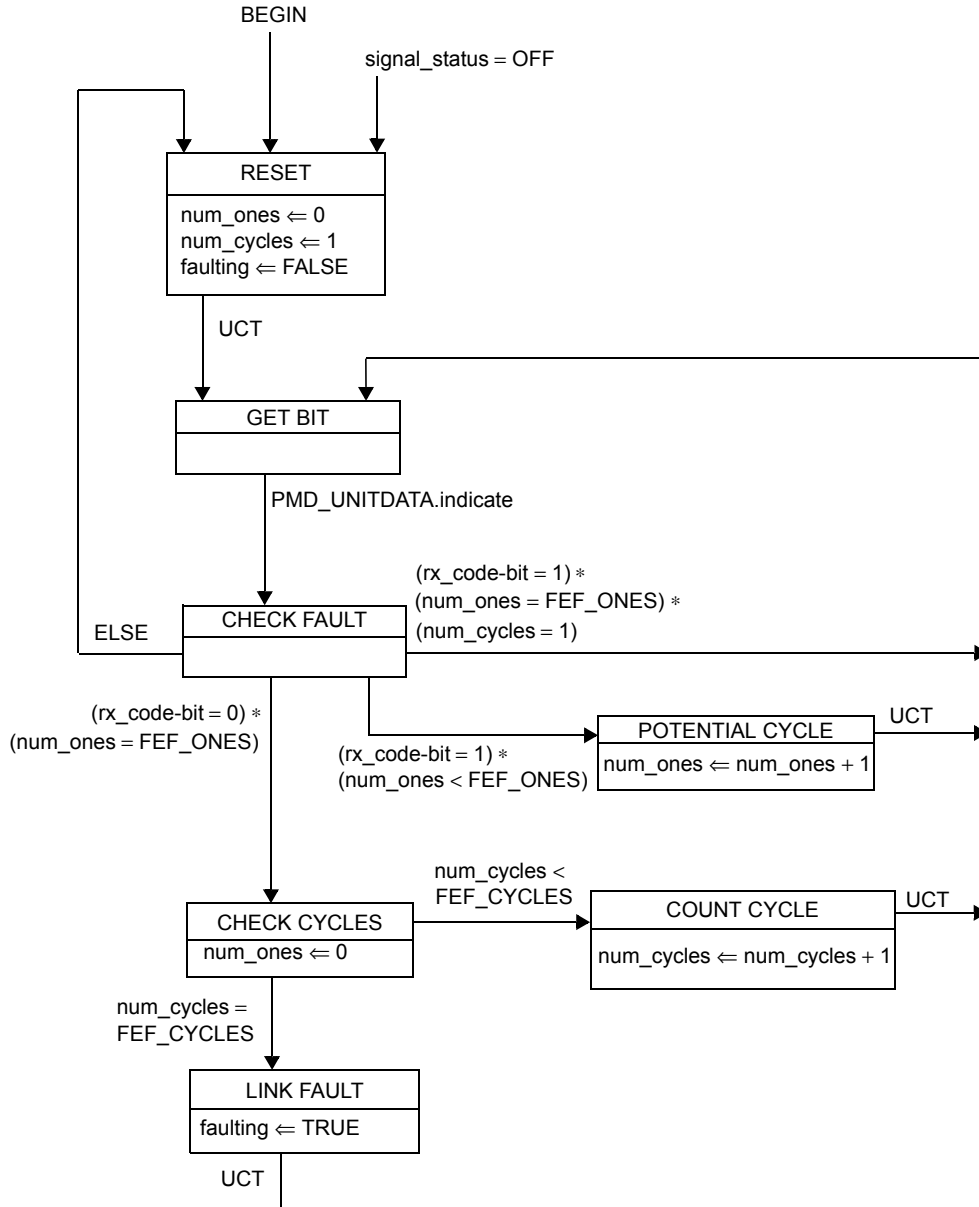 BEGIN
signal_status = OFF
RESET
num_ones ⇐ 0
num_cycles ⇐ 1
faulting ⇐ FALSE
UCT
GET BIT
PMD_UNITDATA.indicate
(rx_code-bit = 1) *
(num_ones = FEF_ONES) *
(num_cycles = 1)
CHECK FAULT
ELSE
(rx_code-bit = 0) *
(num_ones = FEF_ONES)
(rx_code-bit = 1) *
(num_ones < FEF_ONES)
POTENTIAL CYCLE
num_ones ⇐ num_ones + 1
UCT
num_cycles <
FEF_CYCLES
CHECK CYCLES
num_ones ⇐ 0
COUNT CYCLE
num_cycles ⇐ num_cycles + 1
UCT
num_cycles =
FEF_CYCLES
LINK FAULT
faulting ⇐ TRUE
UCT